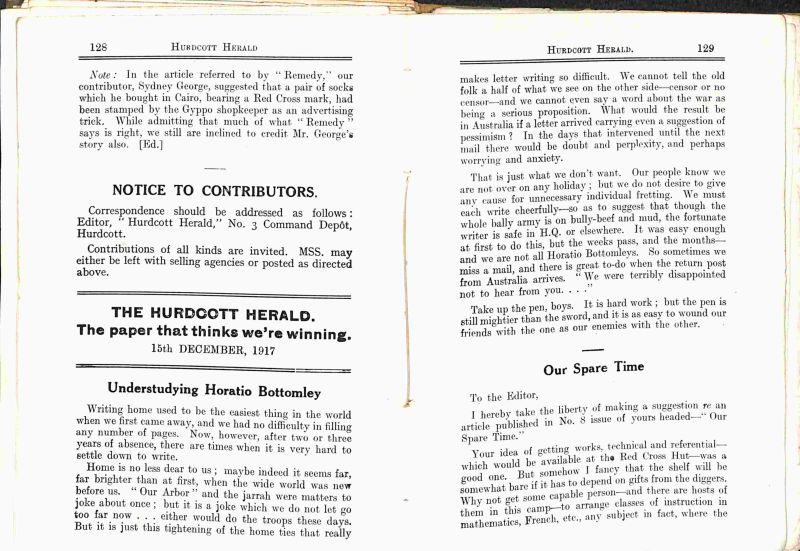 128 HURDCOTT HERALD
Note: In the article referred to by "Remedy," our
contributor, Sydney George, suggested that a pair of socks
which he bought in Cairo, bearing a Red Cross mark, had
been stamped by the Gyppo shopkeeper as an advertising
trick. While admitting that much of what "Remedy"
says is right, we still are inclined to credit Mr. George's
story also. [Ed.]
NOTICE TO CONTRIBUTORS.
Correspondence should be addressed as follows:
Editor, "Hurdcott Herald," No. 3 Command Depôt,
Hurdcott.
Contributions of all kinds are invited. MSS. may
either be left with selling agencies or posted as directed
above.
THE HURDCOTT HERALD.
The paper that thinks we're winning.
15th DECEMBER, 1917
Understudying Horatio Bottomley
Writing home used to be the easiest thing in the world
when we first came away, and we had no difficulty in filling
any number of pages. Now, however, after two or three
years of absence, there are times when it is very hard to
settle down to write.
Home is no less dear to us; maybe indeed it seems far,
far brighter than at first, when the wide world was new
before us. "Our Arbor" and the jarrah were matters to
joke about once; but it is a joke which we do not let go
too far now . . . either would do the troops these days.
But it is just this tightening of the home ties that really
HURDCOTT HERALD. 129
makes letter writing so difficult. We cannot tell the old
folk a half of what we see on the other side—censor or no
censor—and we cannot even say a word about the war as
being a serious proposition. What would the result be
in Australia if a letter arrived carrying even a suggestion of
pessimism? In the days that intervened until the next
mail there would be doubt and perplexity, and perhaps
worrying and anxiety.
That is just what we don't want. Our people know we
are not over on any holiday; but we do not desire to give
any cause for unnecessary individual fretting. We must
each write cheerfully—so as to suggest that though the
whole bally army is on bully-beef and mud, the fortunate
writer is safe in H.Q. or elsewhere. It was easy enough
at first to do this, but the weeks pass, and the months—
and we are not all Horatio Bottomleys. So sometimes we
miss a mail, and there is great to-do when the return post
from Australia arrives. "We were terribly disappointed
not to hear from you. . . ."
Take up the pen, boys. It is hard work; but the pen is
still mightier than the sword, and it is as easy to wound our
friends with the one as our enemies with the other.
Our Spare Time
To the Editor,
I hereby take the liberty of making a suggestion re an
article published in No. 8 issue of yours headed—"Our
Spare Time."
Your idea of getting works, technical and referential—
which would be available at the Red Cross Hut—was a
good one. But somehow I fancy that the shelf will be
somewhat bare if it has to depend on gifts from the diggers.
Why not get some capable person—and there are hosts of
them in this camp—to arrange classes of instruction in
mathematics, French, etc., any subject in fact, where the